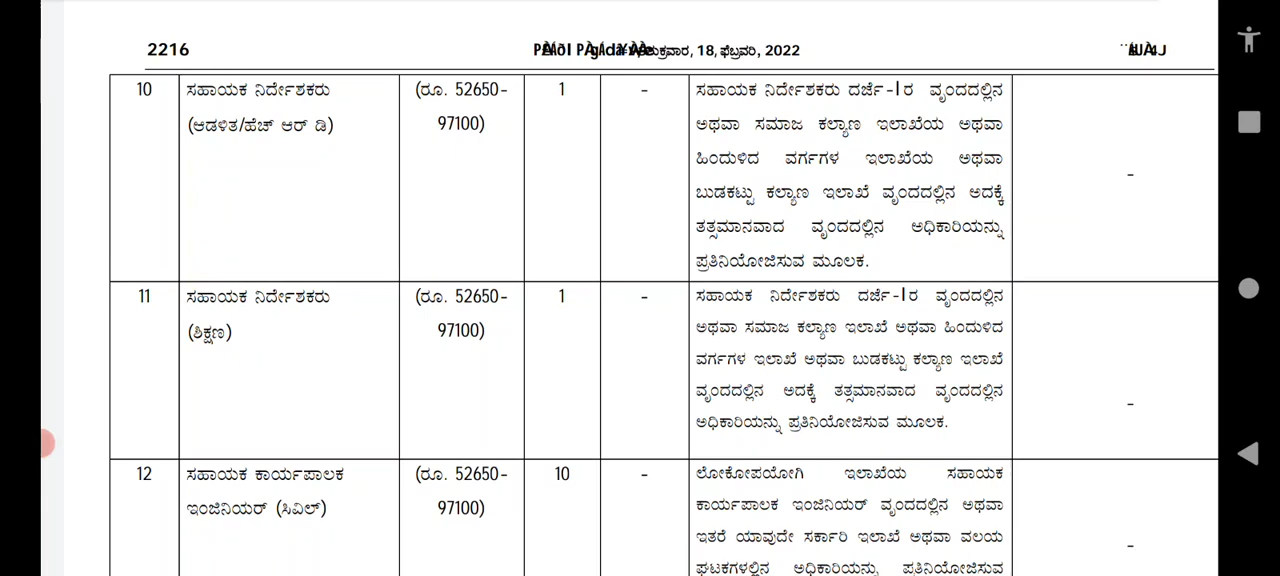 2216 ಶುಕ್ರವಾರ, 18, ಫೆಬ್ರವರಿ, 2022
10 ಸಹಾಯಕ ನಿರ್ದೇಶಕರು (ರೂ. 52650- 1 - ಸಹಾಯಕ ನಿರ್ದೇಶಕರು ದರ್ಜೆ-Iರ ವೃಂದದಲ್ಲಿನ
(ಆಡಳಿತ/ಹೆಚ್ ಆರ್ ಡಿ) 97100) ಅಥವಾ ಸಮಾಜ ಕಲ್ಯಾಣ ಇಲಾಖೆಯ ಅಥವಾ
ಹಿಂದುಳಿದ ವರ್ಗಗಳ ಇಲಾಖೆಯ ಅಥವಾ
-
ಬುಡಕಟ್ಟು ಕಲ್ಯಾಣ ಇಲಾಖೆ ವೃಂದದಲ್ಲಿನ ಅದಕ್ಕೆ
ತತ್ಸಮಾನವಾದ ವೃಂದದಲ್ಲಿನ ಅಧಿಕಾರಿಯನ್ನು
ಪ್ರತಿನಿಯೋಜಿಸುವ ಮೂಲಕ.
11 ಸಹಾಯಕ ನಿರ್ದೇಶಕರು (ರೂ. 52650- 1 - ಸಹಾಯಕ ನಿರ್ದೇಶಕರು ದರ್ಜೆ-Iರ ವೃಂದದಲ್ಲಿನ
(ಶಿಕ್ಷಣ) 97100) ಅಥವಾ ಸಮಾಜ ಕಲ್ಯಾಣ ಇಲಾಖೆ ಅಥವಾ ಹಿಂದುಳಿದ
ವರ್ಗಗಳ ಇಲಾಖೆ ಅಥವಾ ಬುಡಕಟ್ಟು ಕಲ್ಯಾಣ ಇಲಾಖೆ
ವೃಂದದಲ್ಲಿನ ಅದಕ್ಕೆ ತತ್ಸಮಾನವಾದ ವೃಂದದಲ್ಲಿನ
-
ಅಧಿಕಾರಿಯನ್ನು ಪ್ರತಿನಿಯೋಜಿಸುವ ಮೂಲಕ.
12 ಸಹಾಯಕ ಕಾರ್ಯಪಾಲಕ (ರೂ. 52650- 10 - ಲೋಕೋಪಯೋಗಿ ಇಲಾಖೆಯ ಸಹಾಯಕ
ಇಂಜಿನಿಯರ್ (ಸಿವಿಲ್) 97100) ಕಾರ್ಯಪಾಲಕ ಇಂಜಿನಿಯರ್ ವೃಂದದಲ್ಲಿನ ಅಥವಾ
ಇತರೆ ಯಾವುದೇ ಸರ್ಕಾರಿ ಇಲಾಖೆ ಅಥವಾ ವಲಯ
-
ಘಟಕಗಳಲ್ಲಿನ ಅಧಿಕಾರಿಯನ್ನು ಪ್ರತಿನಿಯೋಜಿಸುವ